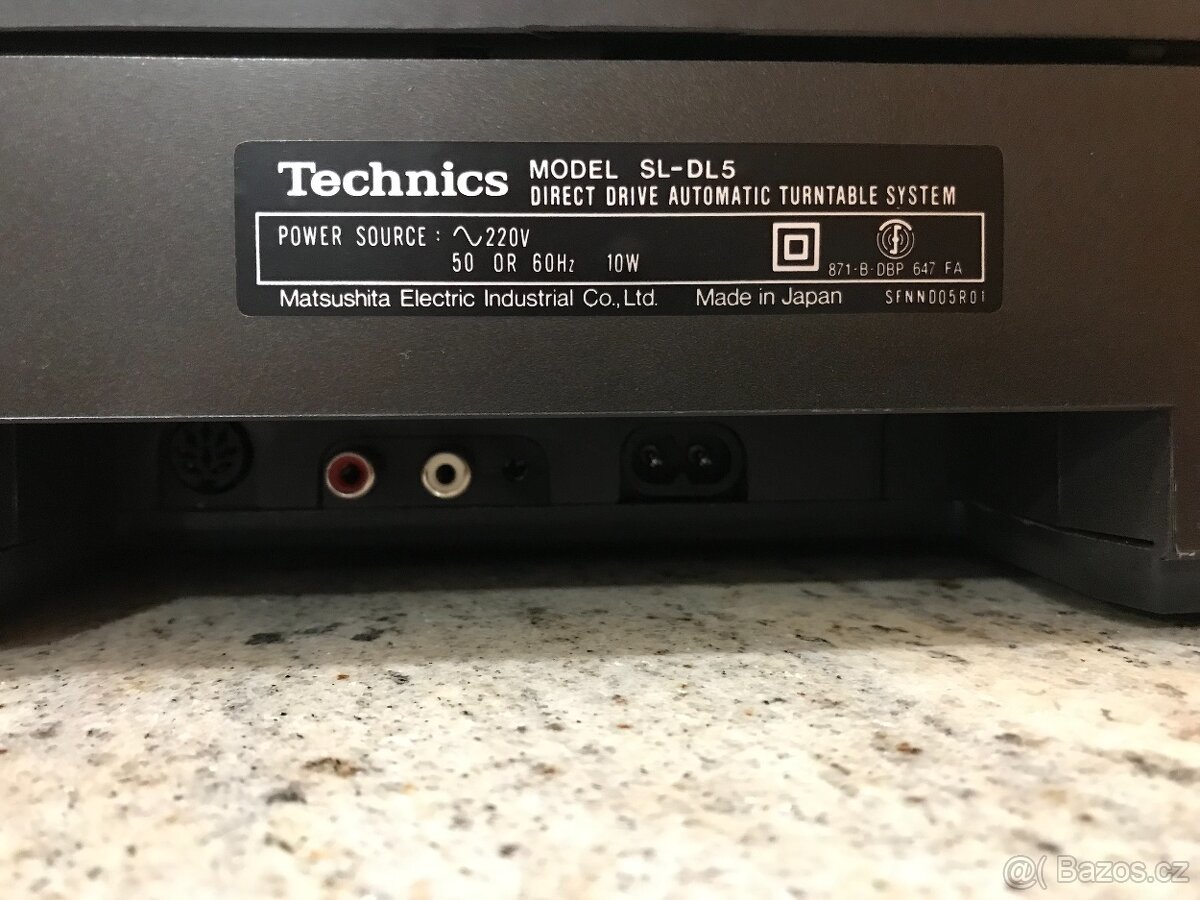 Technics MODEL SL-DL5
DIRECT DRIVE AUTOMATIC TURNTABLE SYSTEM
POWER SOURCE: ∿220V
50 OR 60Hz 10W
871-B-DBP 647 FA
Matsushita Electric Industrial Co., Ltd. Made in Japan SFNND05R01
@( Bazos.cz